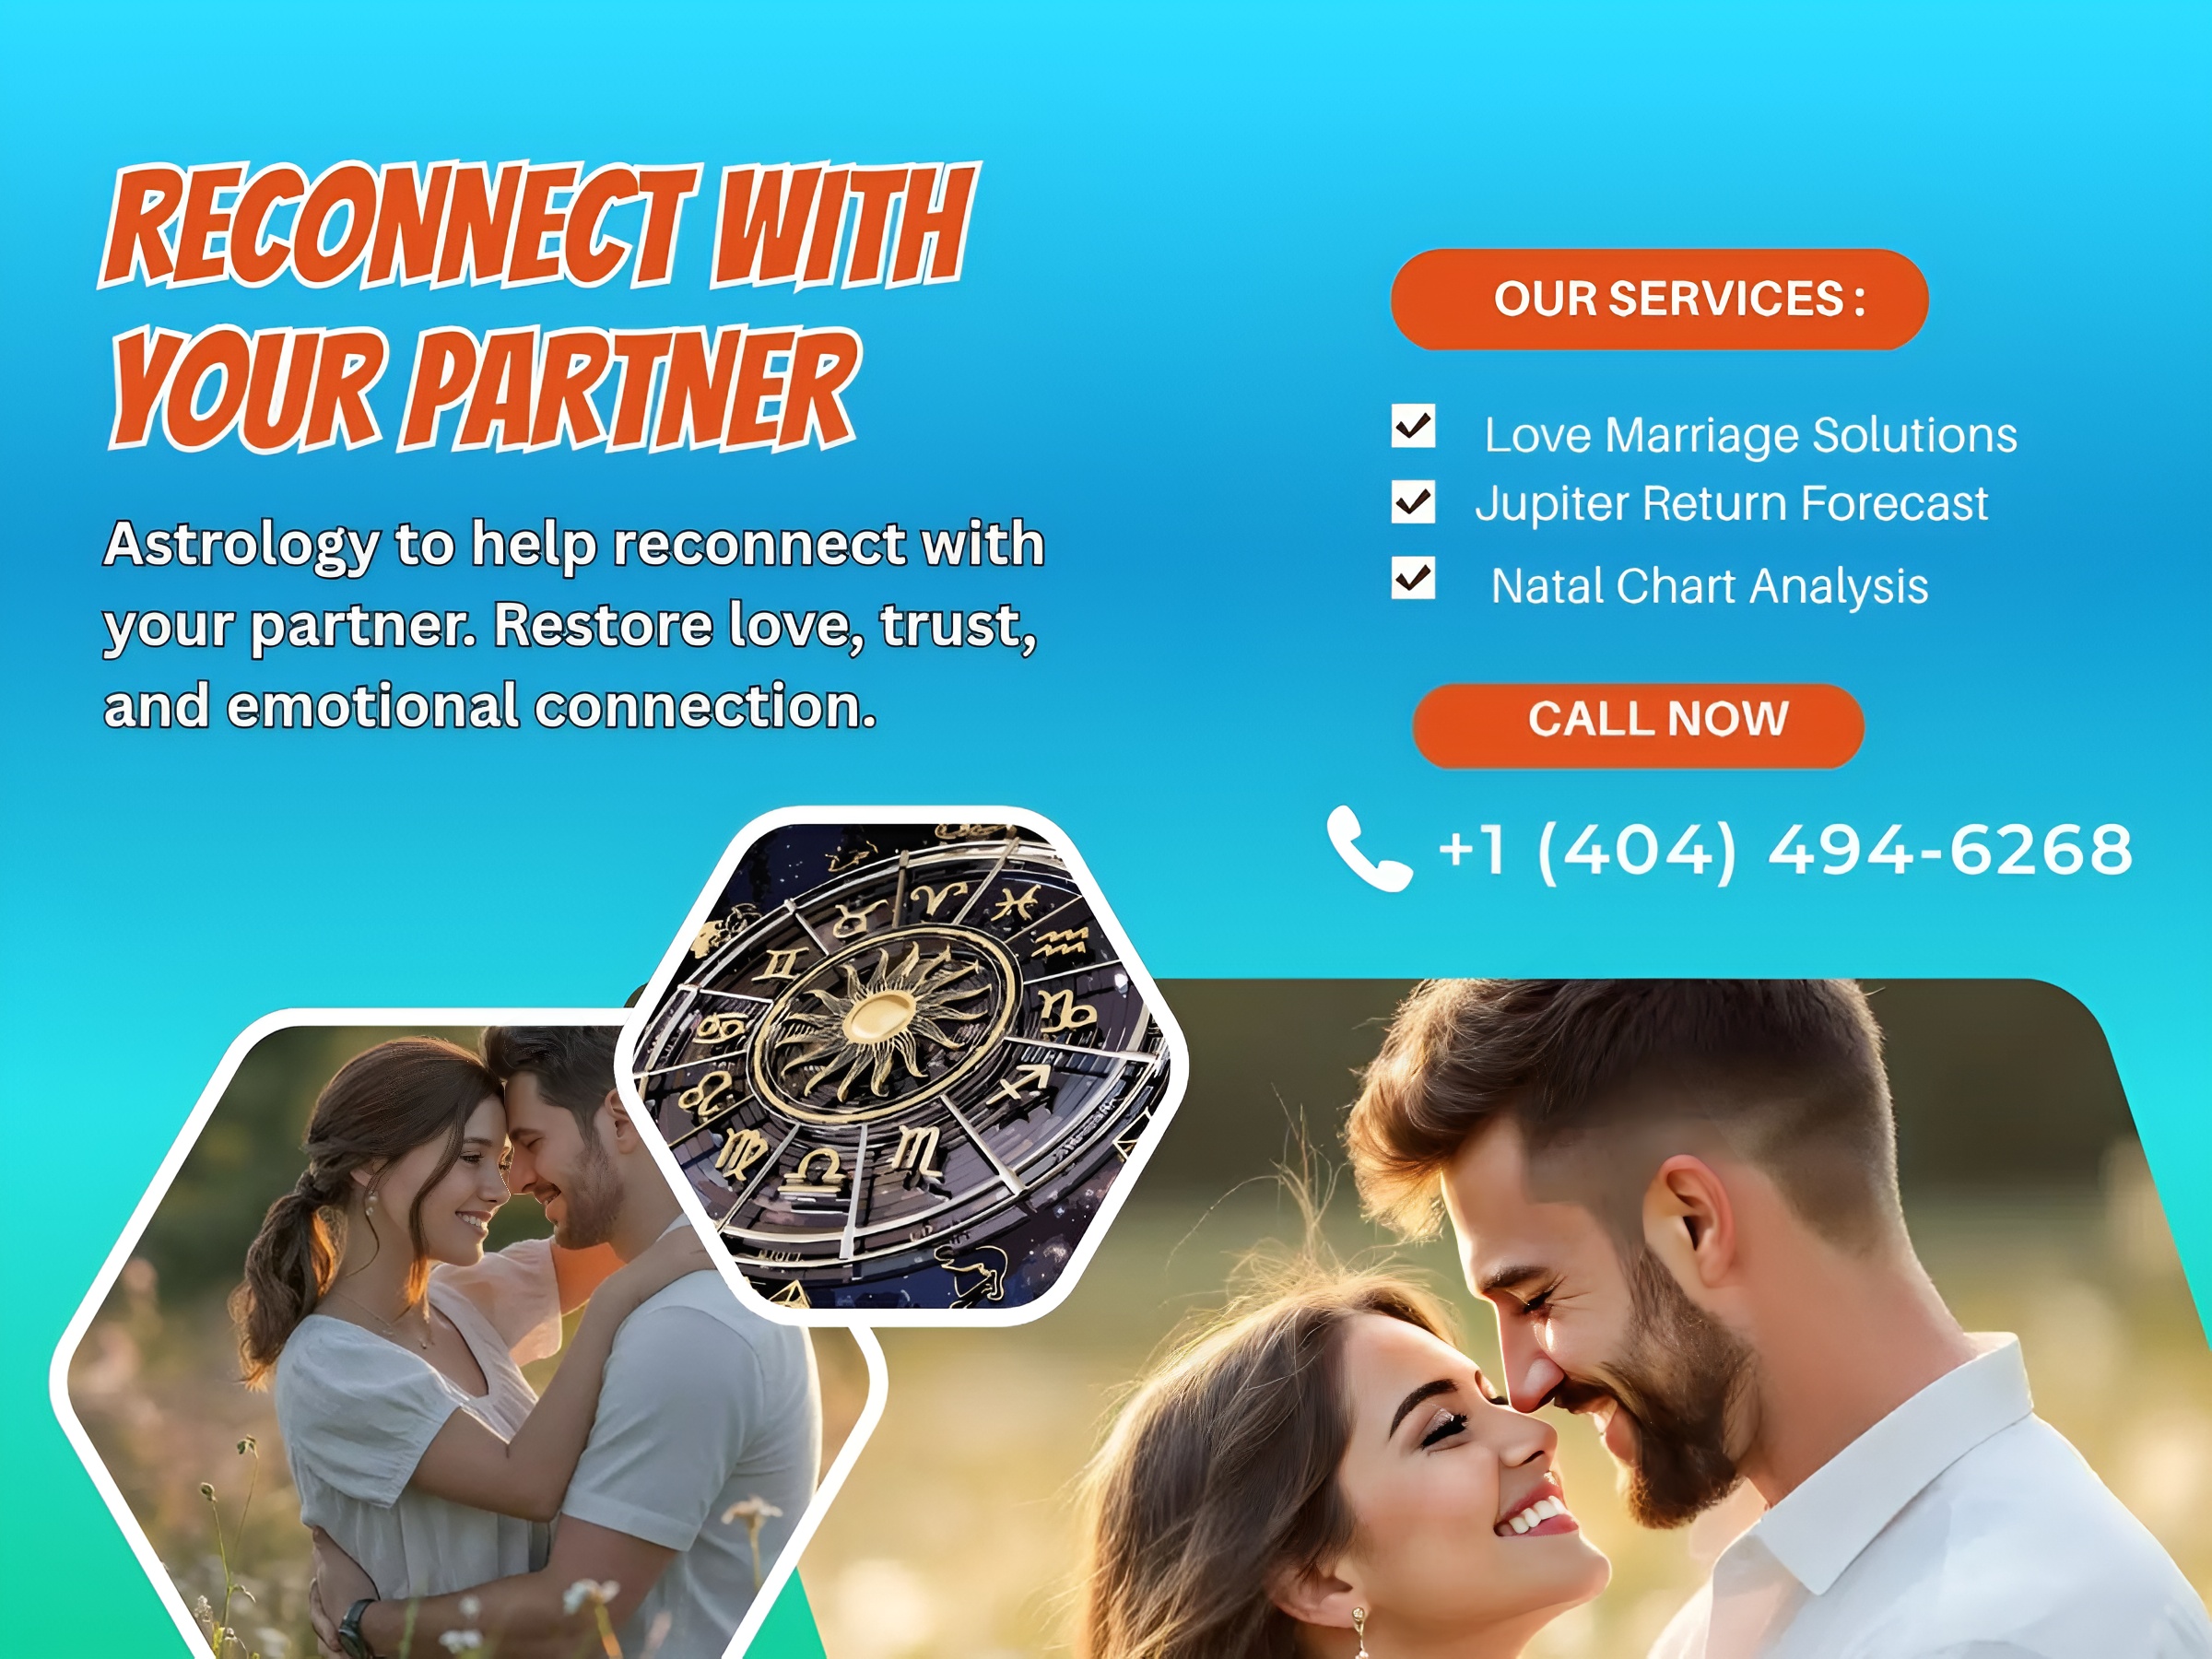 RECONNECT WITH
YOUR PARTNER
Astrology to help reconnect with
your partner. Restore love, trust,
and emotional connection.
OUR SERVICES :
Love Marriage Solutions
Jupiter Return Forecast
Natal Chart Analysis
CALL NOW
+1 (404) 494-6268